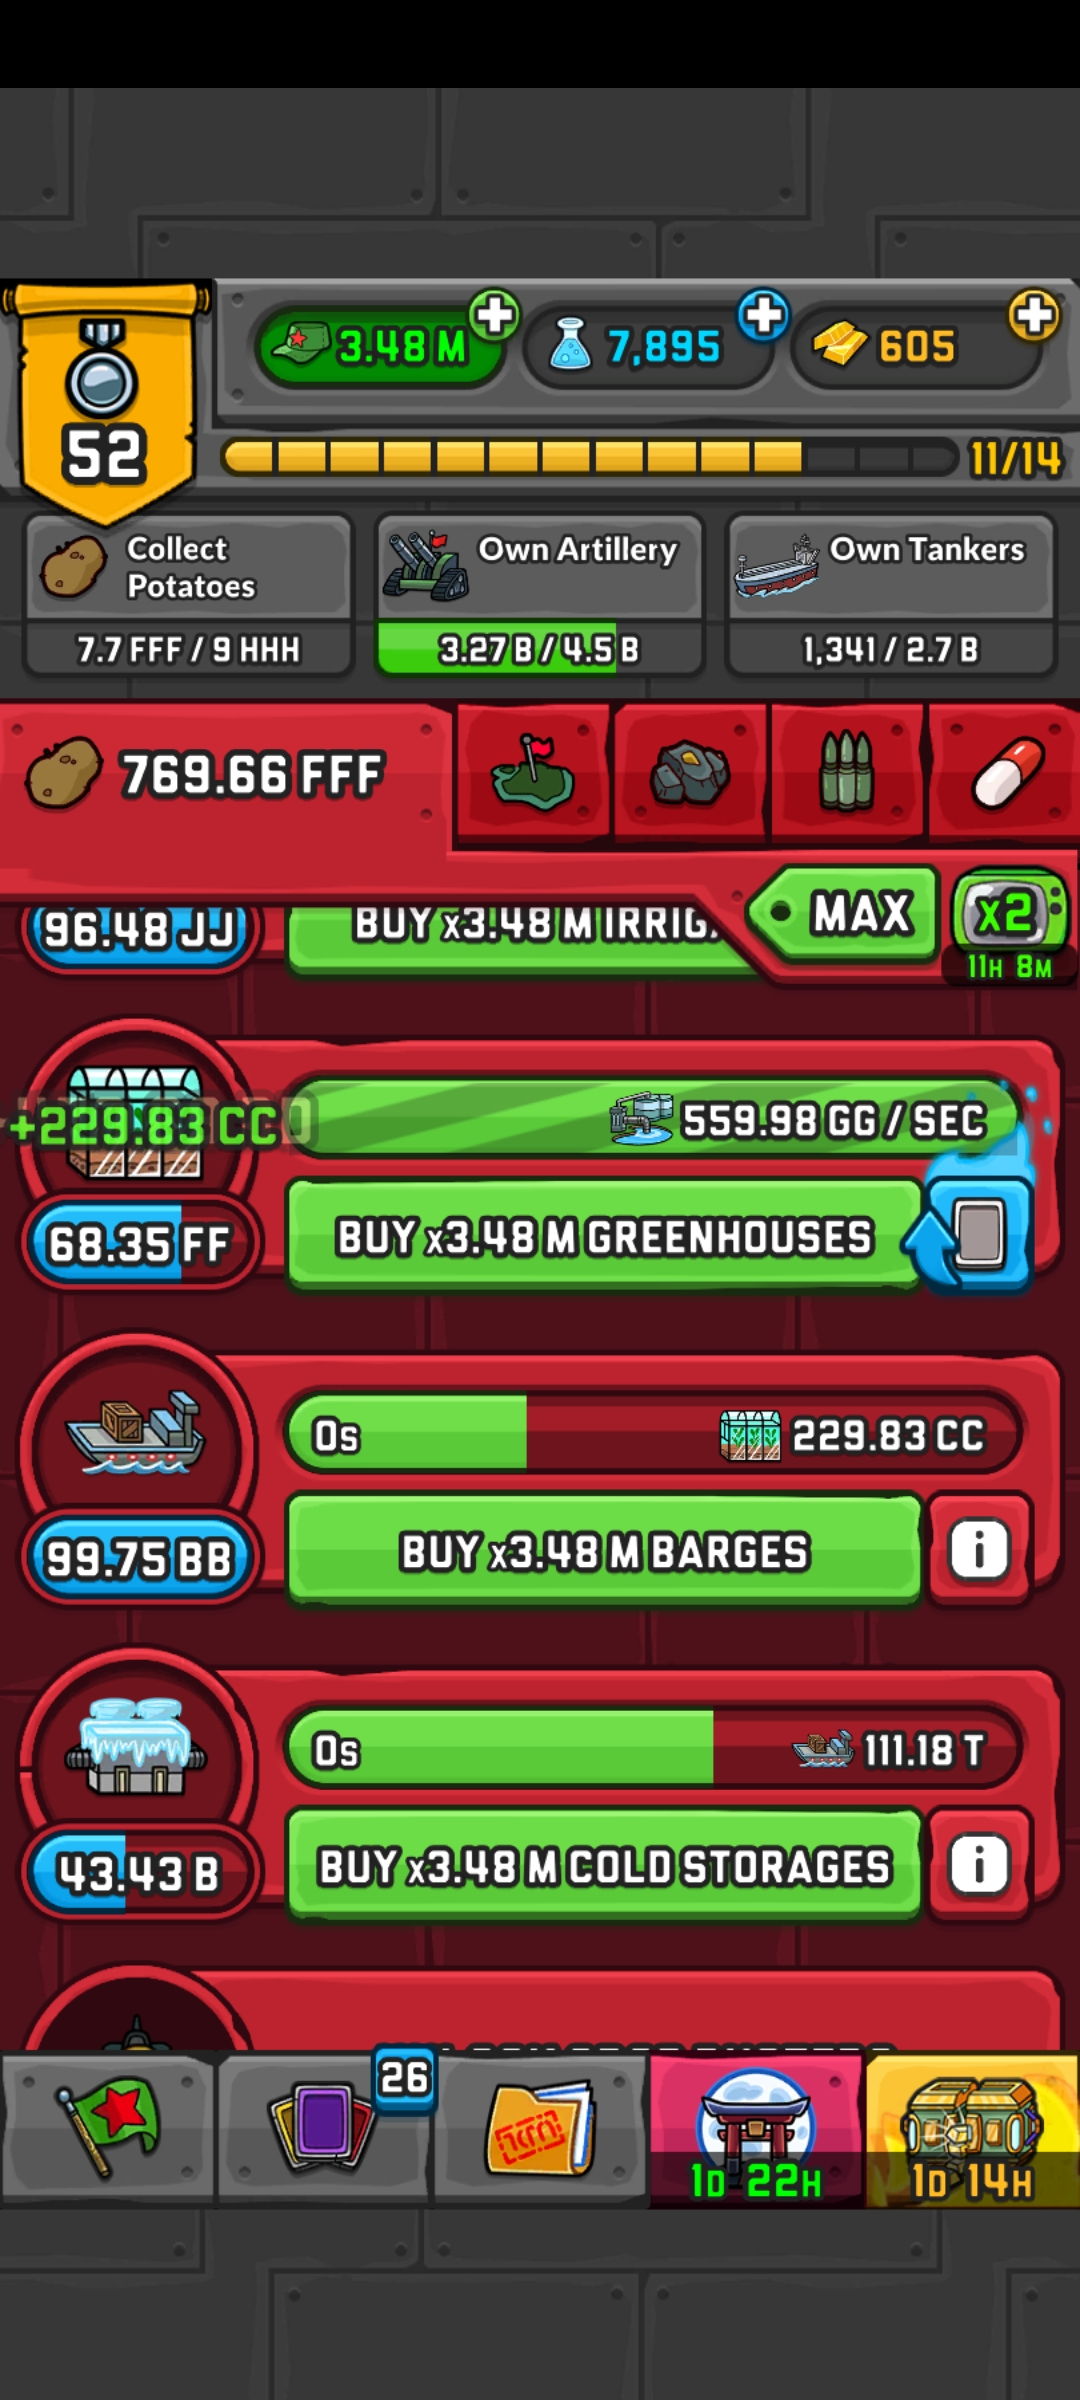 3.48 M
7,895
605
52
11/14
Collect
Potatoes
7.7 FFF / 9 HHH
Own Artillery
3.27 B / 4.5 B
Own Tankers
1,341 / 2.7 B
769.66 FFF
MAX
x2
11H 8M
96.48 JJ
BUY x3.48 M
+229.83 CC
559.98 GG / SEC
68.35 FF
BUY x3.48 M GREENHOUSES
0s
229.83 CC
99.75 BB
BUY x3.48 M BARGES
0s
111.18 T
43.43 B
BUY x3.48 M COLD STORAGES
26
1D 22H
1D 14H